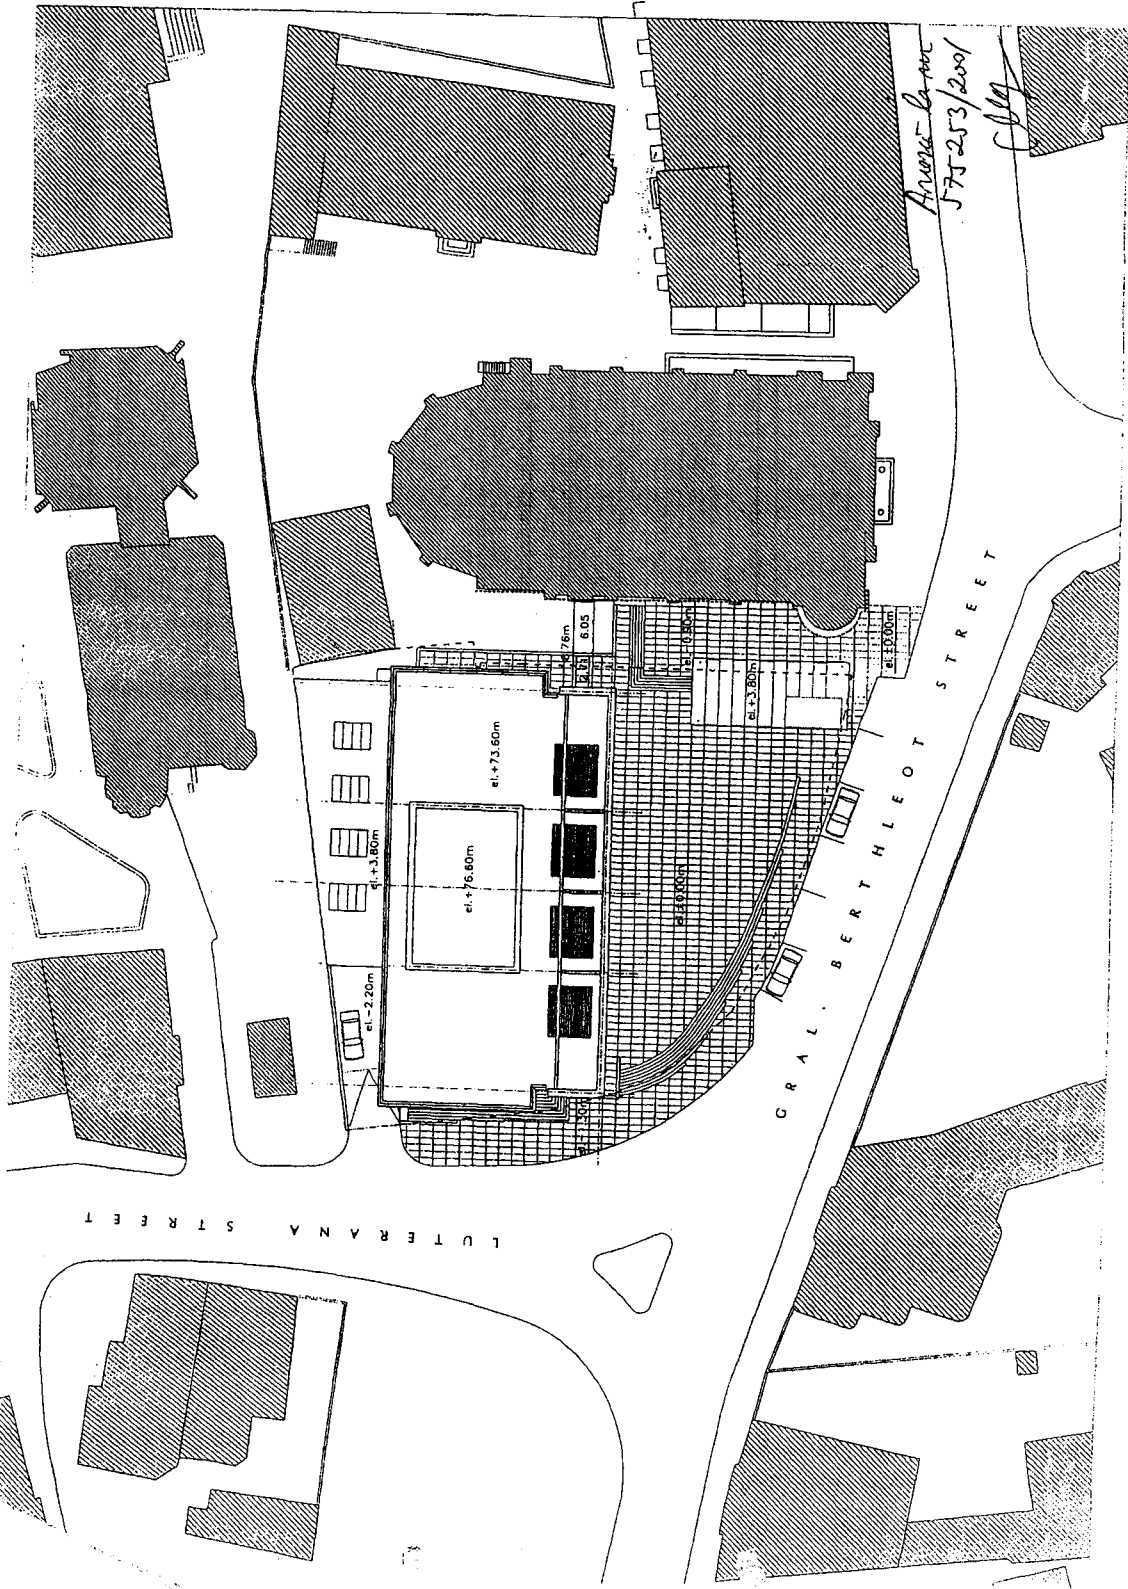 575253/2001
el.+73.60m
el.+76.60m
el.+3.80m
el.-2.20m
6.05
el.+3.80m
el.±0.00m
el.±0.00m
GRAL. BERTHLEOT STREET
LUTERANA STREET